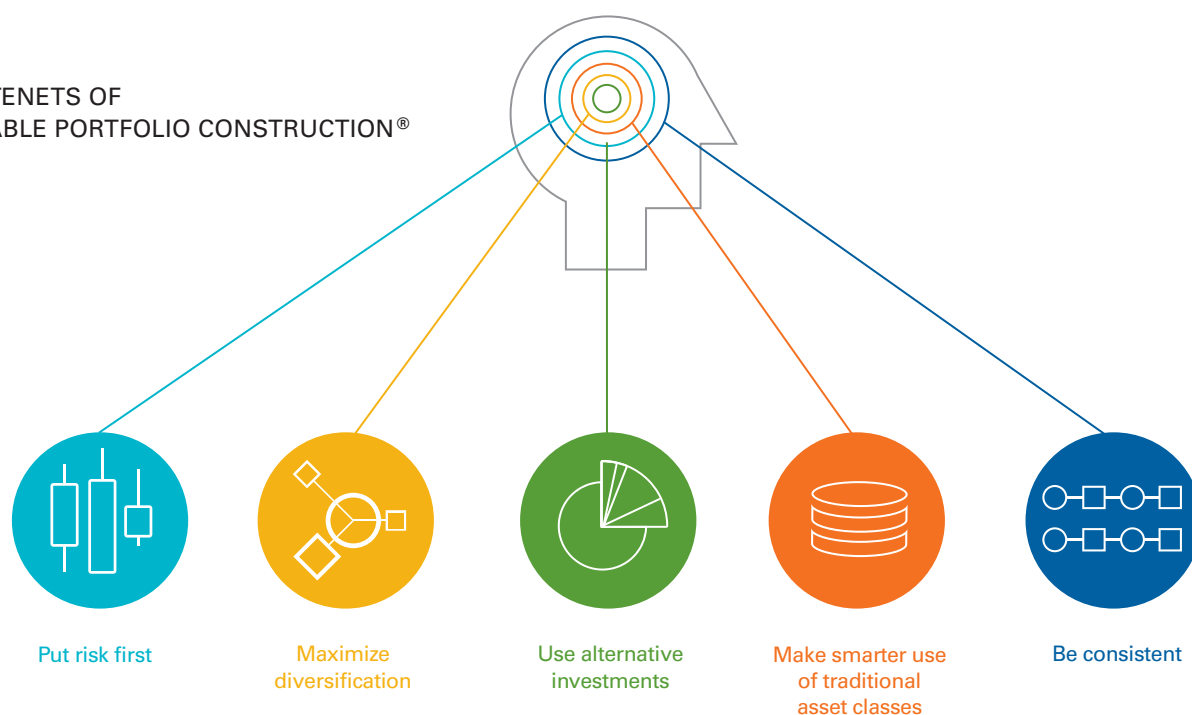 TENETS OF
ABLE PORTFOLIO CONSTRUCTION®
Put risk first
Maximize
diversification
Use alternative
investments
Make smarter use
of traditional
asset classes
Be consistent